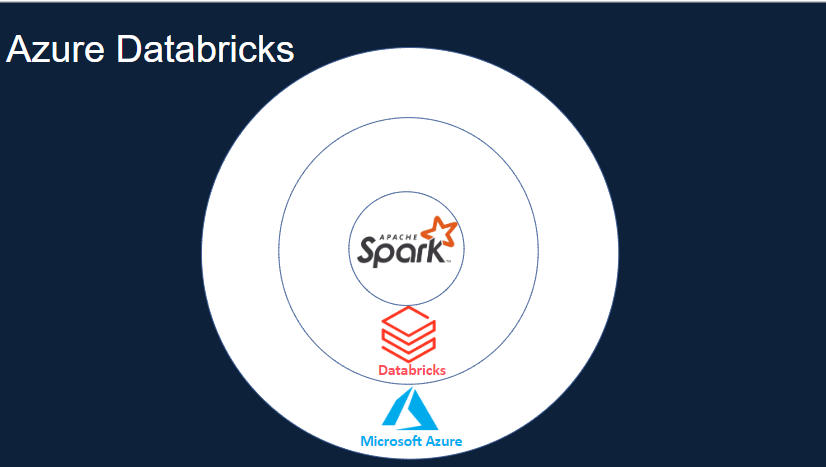 Azure Databricks
APACHE
Spark
Databricks
Microsoft Azure